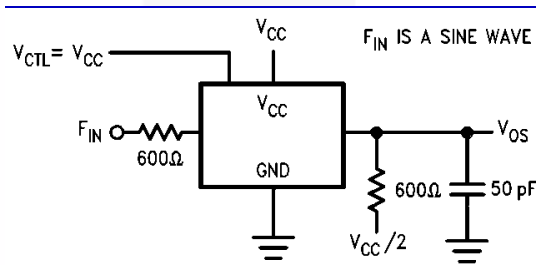 V_CC
F_IN IS A SINE WAVE
V_CTL= V_CC
V_CC
F_IN
V_OS
600Ω
GND
600Ω
50 pF
V_CC/2